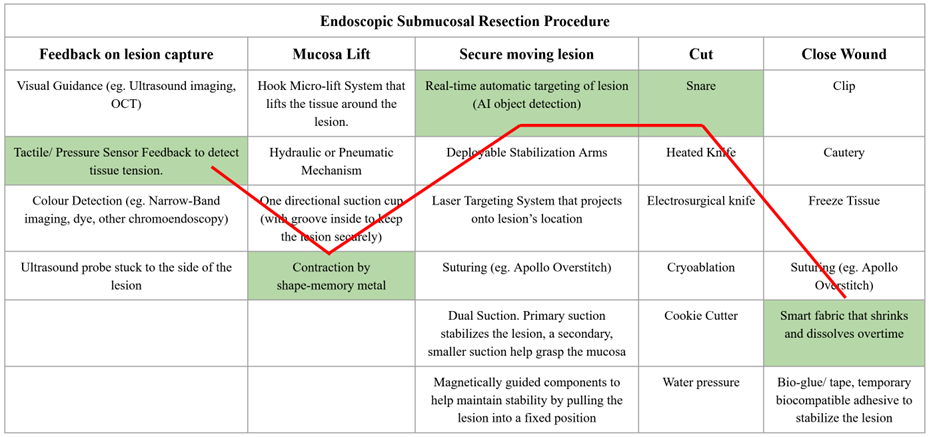 Endoscopic Submucosal Resection Procedure
Feedback on lesion capture
Mucosa Lift
Secure moving lesion
Cut
Close Wound
Visual Guidance (eg. Ultrasound imaging,
OCT)
Hook Micro-lift System that
lifts the tissue around the
lesion.
Real-time automatic targeting of lesion
(AI object detection)
Snare
Clip
Tactile/ Pressure Sensor Feedback to detect
tissue tension.
Hydraulic or Pneumatic
Mechanism
Deployable Stabilization Arms
Heated Knife
Cautery
Colour Detection (eg. Narrow-Band
imaging, dye, other chromoendoscopy)
One directional suction cup
(with groove inside to keep
the lesion securely)
Laser Targeting System that projects
onto lesion's location
Electrosurgical knife
Freeze Tissue
Ultrasound probe stuck to the side of the
lesion
Contraction by
shape-memory metal
Suturing (eg. Apollo Overstitch)
Cryoablation
Suturing (eg. Apollo
Overstitch)
Dual Suction. Primary suction
stabilizes the lesion, a secondary,
smaller suction help grasp the mucosa
Cookie Cutter
Smart fabric that shrinks
and dissolves overtime
Magnetically guided components to
help maintain stability by pulling the
lesion into a fixed position
Water pressure
Bio-glue/ tape, temporary
biocompatible adhesive to
stabilize the lesion